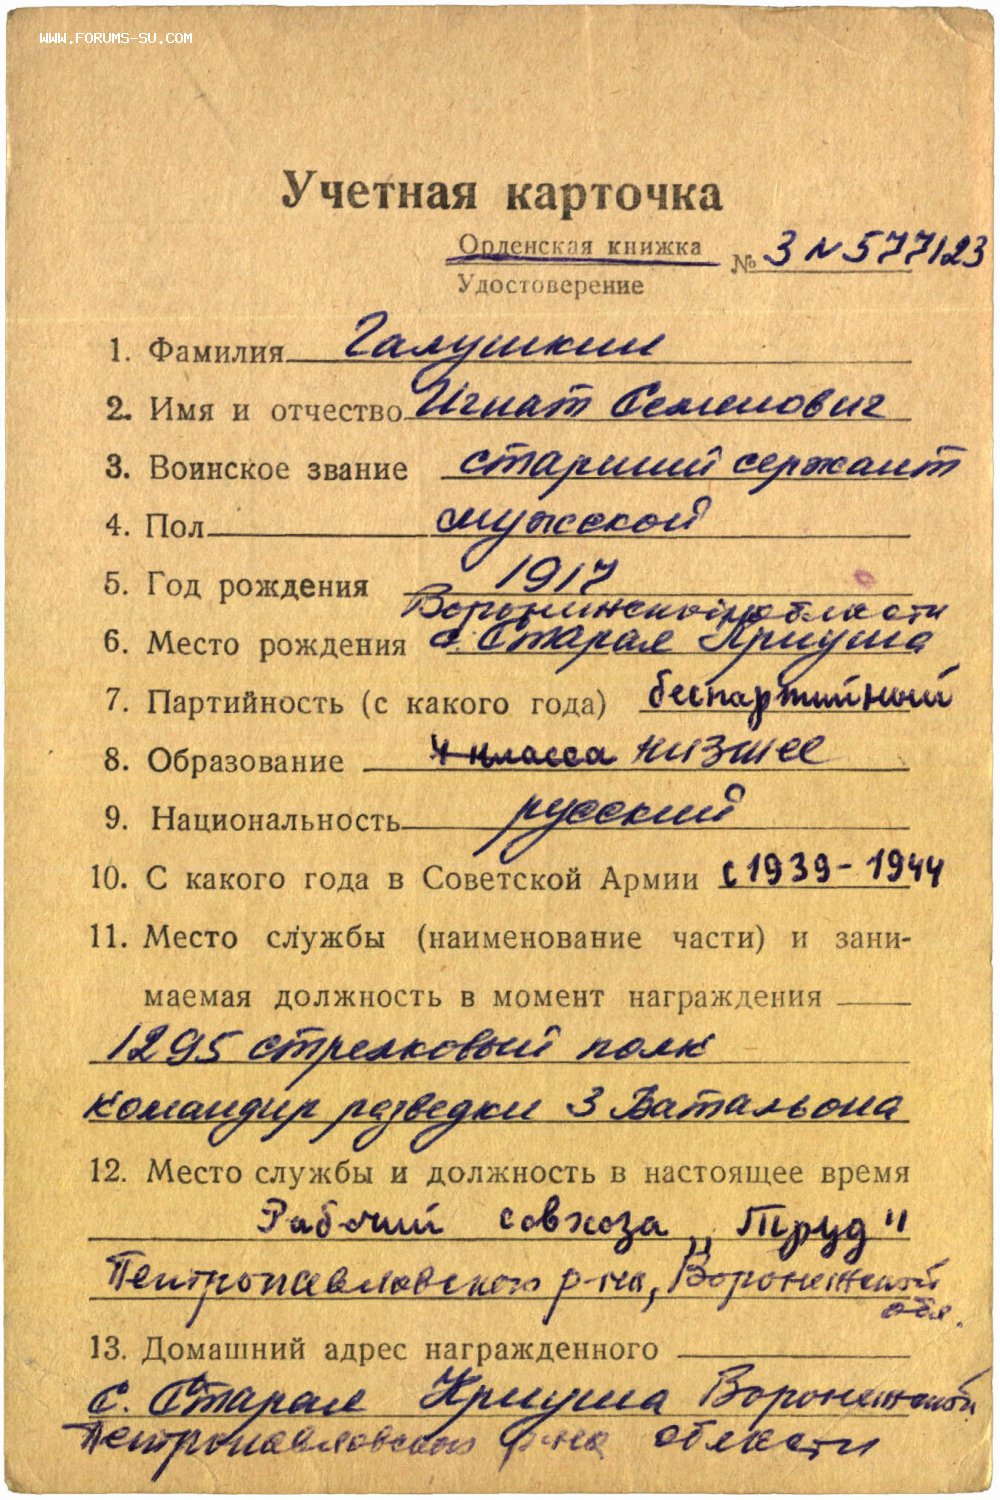 WWW.FORUMS-SU.COM
Учетная карточка
Орденская книжка
Удостоверение
№ З N 577123
1. Фамилия Галушкин
2. Имя и отчество Игнат Семенович
3. Воинское звание старший сержант
4. Пол мужской
5. Год рождения 1917
Воронежской области
6. Место рождения с. Старая Криуша
7. Партийность (с какого года) беспартийный
8. Образование 4 класса низшее
9. Национальность русский
10. С какого года в Советской Армии с 1939-1944
11. Место службы (наименование части) и зани-
маемая должность в момент награждения
1295 стрелковый полк
командир разведки 3 Батальона
12. Место службы и должность в настоящее время
Рабочий совхоза „Труд"
Петропавловского р-на, Воронежской
обл.
13. Домашний адрес награжденного
с. Старая Криуша Воронежской
Петропавловского р-на области